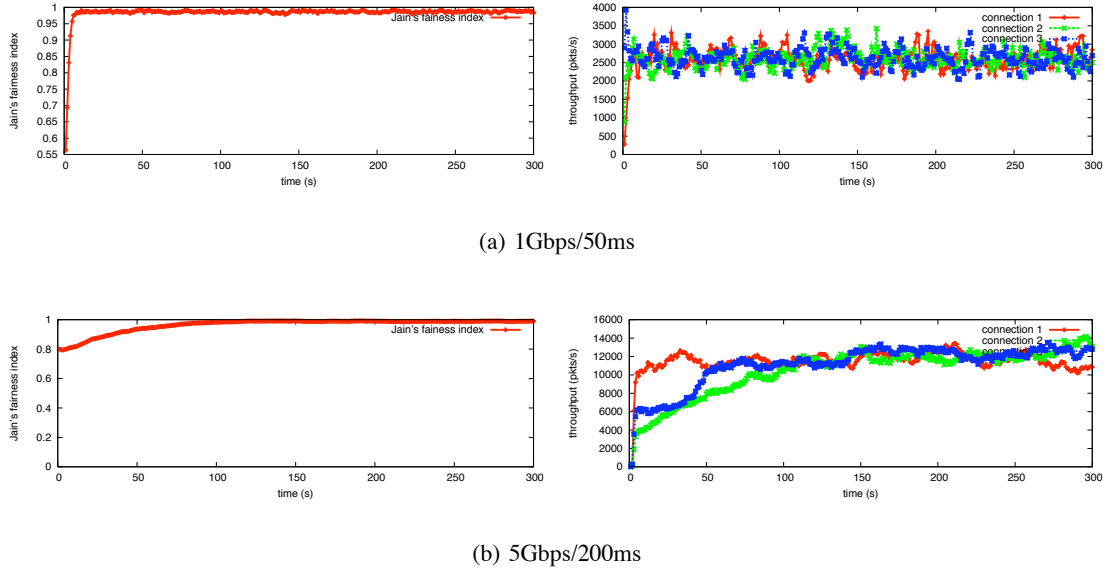 1
0.95
0.9
0.85
0.8
0.75
0.7
0.65
0.6
0.55
Jain's fairness index
0 50 100 150 200 250 300
time (s)
Jain's fainess index
4000
3500
3000
2500
2000
1500
1000
500
0
throughput (pkts/s)
0 50 100 150 200 250 300
time (s)
connection 1
connection 2
connection 3
(a) 1Gbps/50ms
1
0.8
0.6
0.4
0.2
0
Jain's fairness index
0 50 100 150 200 250 300
time (s)
Jain's fainess index
16000
14000
12000
10000
8000
6000
4000
2000
0
throughput (pkts/s)
0 50 100 150 200 250 300
time (s)
connection 1
connection 2
(b) 5Gbps/200ms